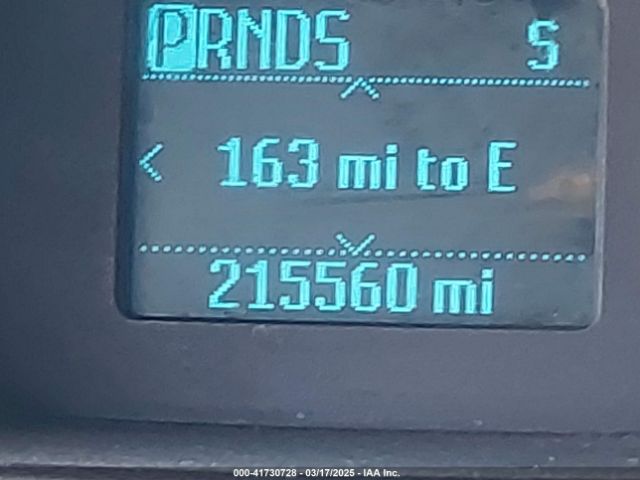 PRNDS S
163 mi to E
215560 mi
000-41730728 - 03/17/2025 - IAA Inc.